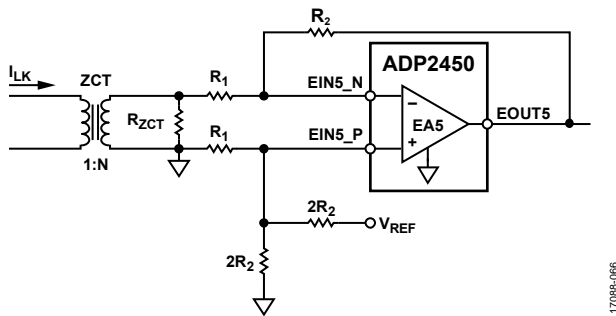 R2
ADP2450
ILK
ZCT
R1
EIN5_N
RZCT
EA5
EOUT5
R1
EIN5_P
1:N
2R2
VREF
2R2
17088-066